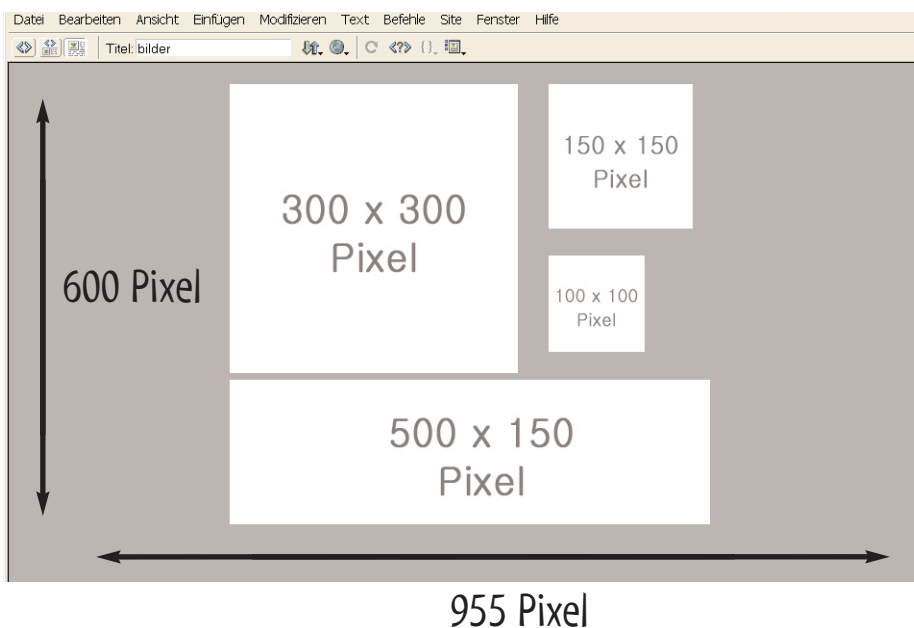 Datei Bearbeiten Ansicht Einfügen Modifizieren Text Befehle Site Fenster Hilfe
Titel: bilder
300 x 300
Pixel
150 x 150
Pixel
100 x 100
Pixel
600 Pixel
500 x 150
Pixel
955 Pixel